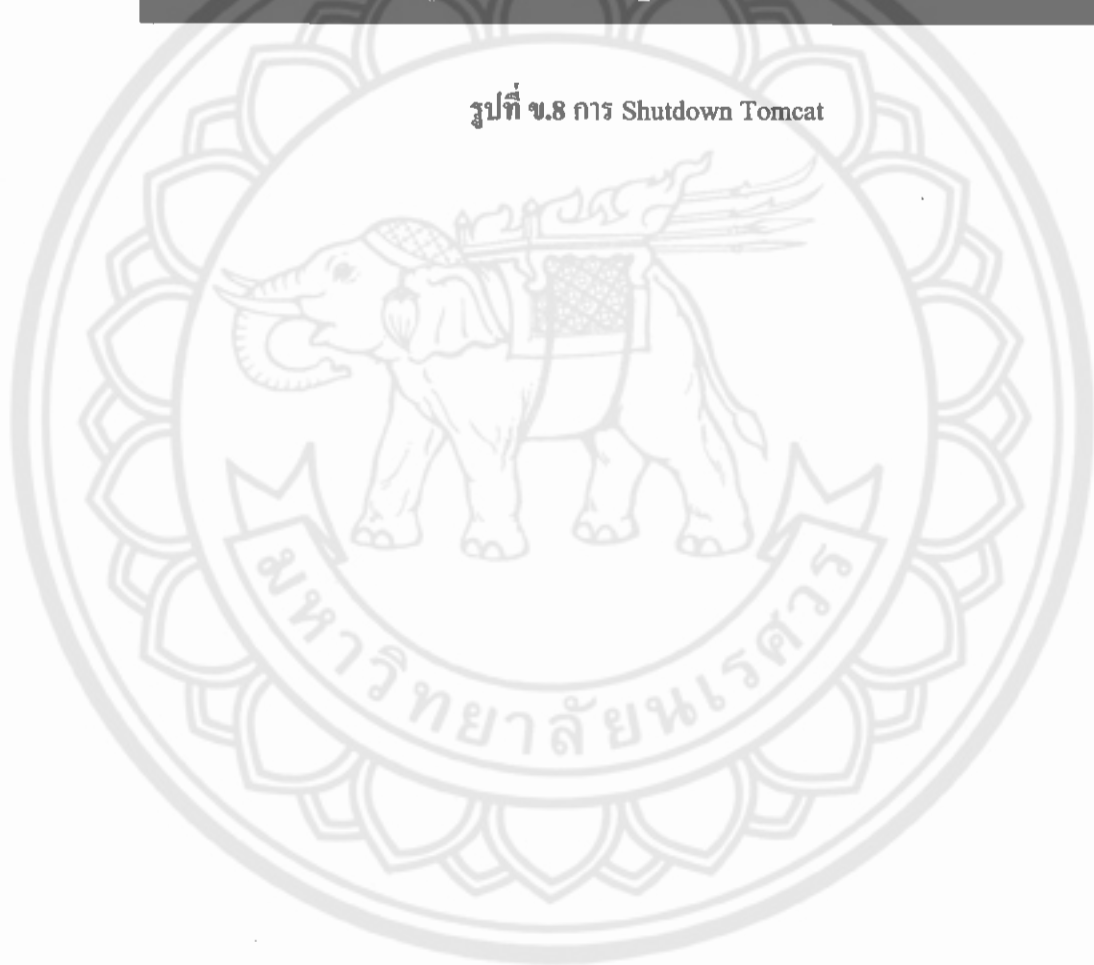 รูปที่ ข.8 การ Shutdown Tomcat
มหาวิทยาลัยนเรศวร